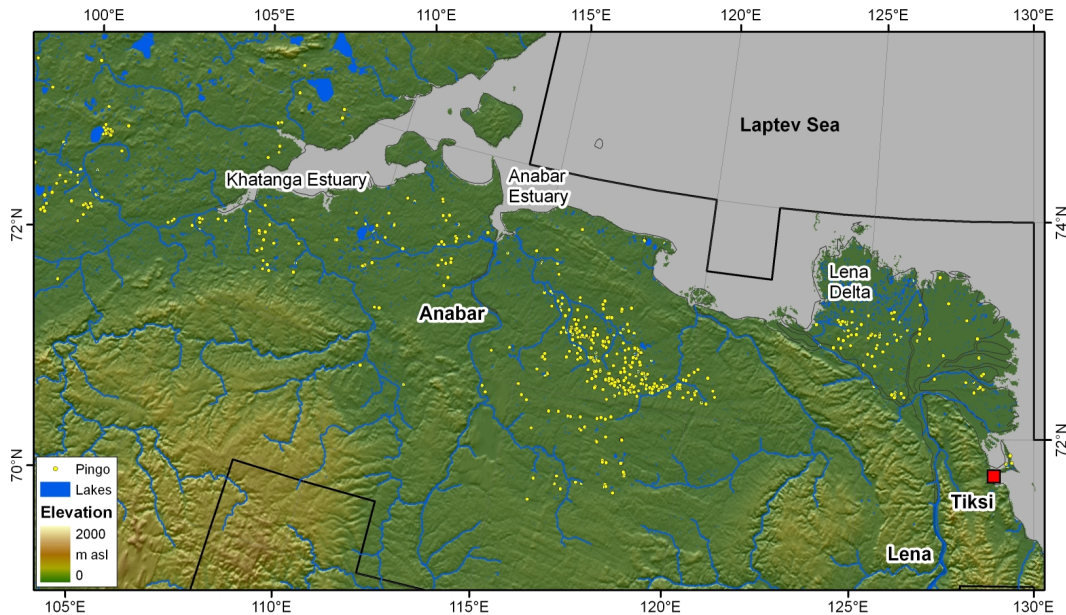 100°E
105°E
110°E
115°E
120°E
125°E
130°E
Laptev Sea
Khatanga Estuary
Anabar
Estuary
72°N
74°N
Lena
Delta
Anabar
72°N
70°N
Pingo
Lakes
Elevation
2000
m asl
0
Tiksi
Lena
105°E
110°E
115°E
120°E
125°E
130°E